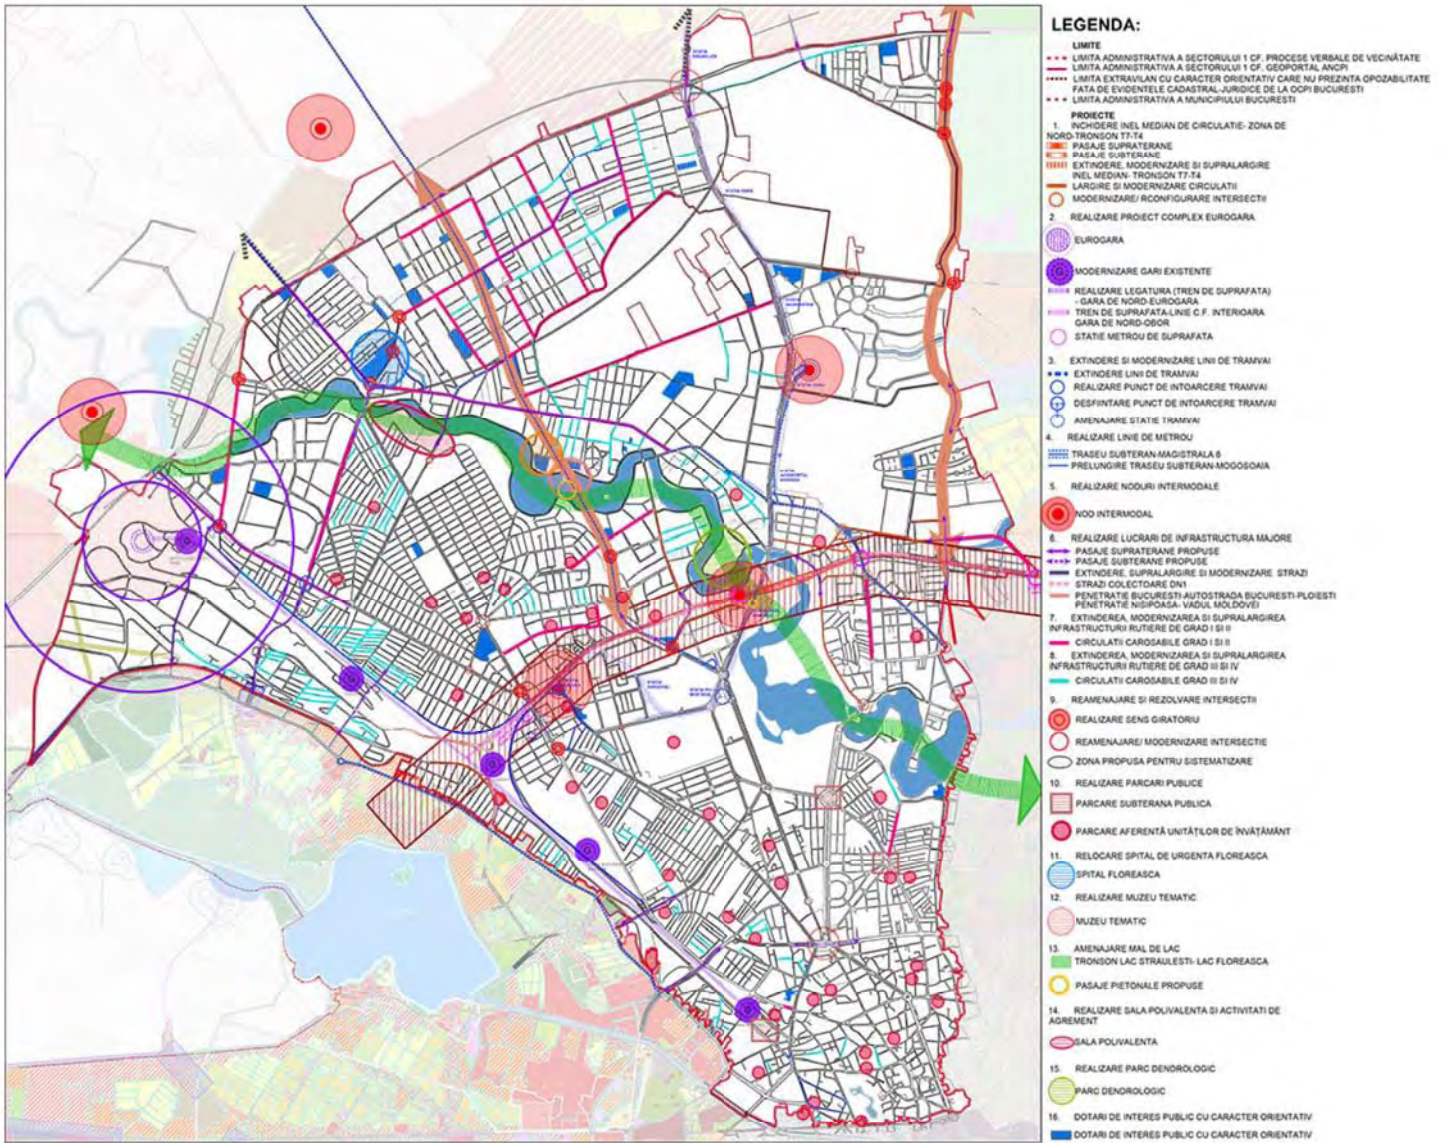 LEGENDA:
LIMITE
LIMITA ADMINISTRATIVA A SECTORULUI 1 CF. PROCESE VERBALE DE VECINĂTATE
LIMITA ADMINISTRATIVA A SECTORULUI 1 CF. GEOPORTAL ANCPI
LIMITA EXTRAVILAN CU CARACTER ORIENTATIV CARE NU PREZINTA OPOZABILITATE
FATA DE EVIDENTELE CADASTRAL-JURIDICE DE LA OCPI BUCURESTI
LIMITA ADMINISTRATIVA A MUNICIPIULUI BUCURESTI
PROIECTE
1. INCHIDERE INEL MEDIAN DE CIRCULATIE- ZONA DE
NORD-TRONSON T7-T4
PASAJE SUPRATERANE
PASAJE SUBTERANE
EXTINDERE, MODERNIZARE SI SUPRALARGIRE
INEL MEDIAN- TRONSON T7-T4
LARGIRE SI MODERNIZARE CIRCULATII
MODERNIZARE/ RCONFIGURARE INTERSECTII
2. REALIZARE PROIECT COMPLEX EUROGARA
EUROGARA
MODERNIZARE GARI EXISTENTE
REALIZARE LEGATURA (TREN DE SUPRAFATA)
- GARA DE NORD-EUROGARA
TREN DE SUPRAFATA-LINIE C.F. INTERIOARA
GARA DE NORD-OBOR
STATIE METROU DE SUPRAFATA
3. EXTINDERE SI MODERNIZARE LINII DE TRAMVAI
EXTINDERE LINII DE TRAMVAI
REALIZARE PUNCT DE INTOARCERE TRAMVAI
DESFIINTARE PUNCT DE INTOARCERE TRAMVAI
AMENAJARE STATIE TRAMVAI
4. REALIZARE LINIE DE METROU
TRASEU SUBTERAN-MAGISTRALA 6
PRELUNGIRE TRASEU SUBTERAN-MOGOSOAIA
5. REALIZARE NODURI INTERMODALE
NOD INTERMODAL
6. REALIZARE LUCRARI DE INFRASTRUCTURA MAJORE
PASAJE SUPRATERANE PROPUSE
PASAJE SUBTERANE PROPUSE
EXTINDERE, SUPRALARGIRE SI MODERNIZARE STRAZI
STRAZI COLECTOARE DN1
PENETRATIE BUCURESTI-AUTOSTRADA BUCURESTI-PLOIESTI
PENETRATIE NISIPOASA- VADUL MOLDOVEI
7. EXTINDEREA, MODERNIZAREA SI SUPRALARGIREA
INFRASTRUCTURII RUTIERE DE GRAD I SI II
CIRCULATII CAROSABILE GRAD I SI II
8. EXTINDEREA, MODERNIZAREA SI SUPRALARGIREA
INFRASTRUCTURII RUTIERE DE GRAD III SI IV
CIRCULATII CAROSABILE GRAD III SI IV
9. REAMENAJARE SI REZOLVARE INTERSECTII
REALIZARE SENS GIRATORIU
REAMENAJARE/ MODERNIZARE INTERSECTIE
ZONA PROPUSA PENTRU SISTEMATIZARE
10. REALIZARE PARCARI PUBLICE
PARCARE SUBTERANA PUBLICA
PARCARE AFERENTĂ UNITĂȚILOR DE ÎNVĂȚĂMÂNT
11. RELOCARE SPITAL DE URGENTA FLOREASCA
SPITAL FLOREASCA
12. REALIZARE MUZEU TEMATIC
MUZEU TEMATIC
13. AMENAJARE MAL DE LAC
TRONSON LAC STRAULESTI- LAC FLOREASCA
PASAJE PIETONALE PROPUSE
14. REALIZARE SALA POLIVALENTA SI ACTIVITATI DE
AGREMENT
SALA POLIVALENTA
15. REALIZARE PARC DENDROLOGIC
PARC DENDROLOGIC
16. DOTARI DE INTERES PUBLIC CU CARACTER ORIENTATIV
DOTARI DE INTERES PUBLIC CU CARACTER ORIENTATIV